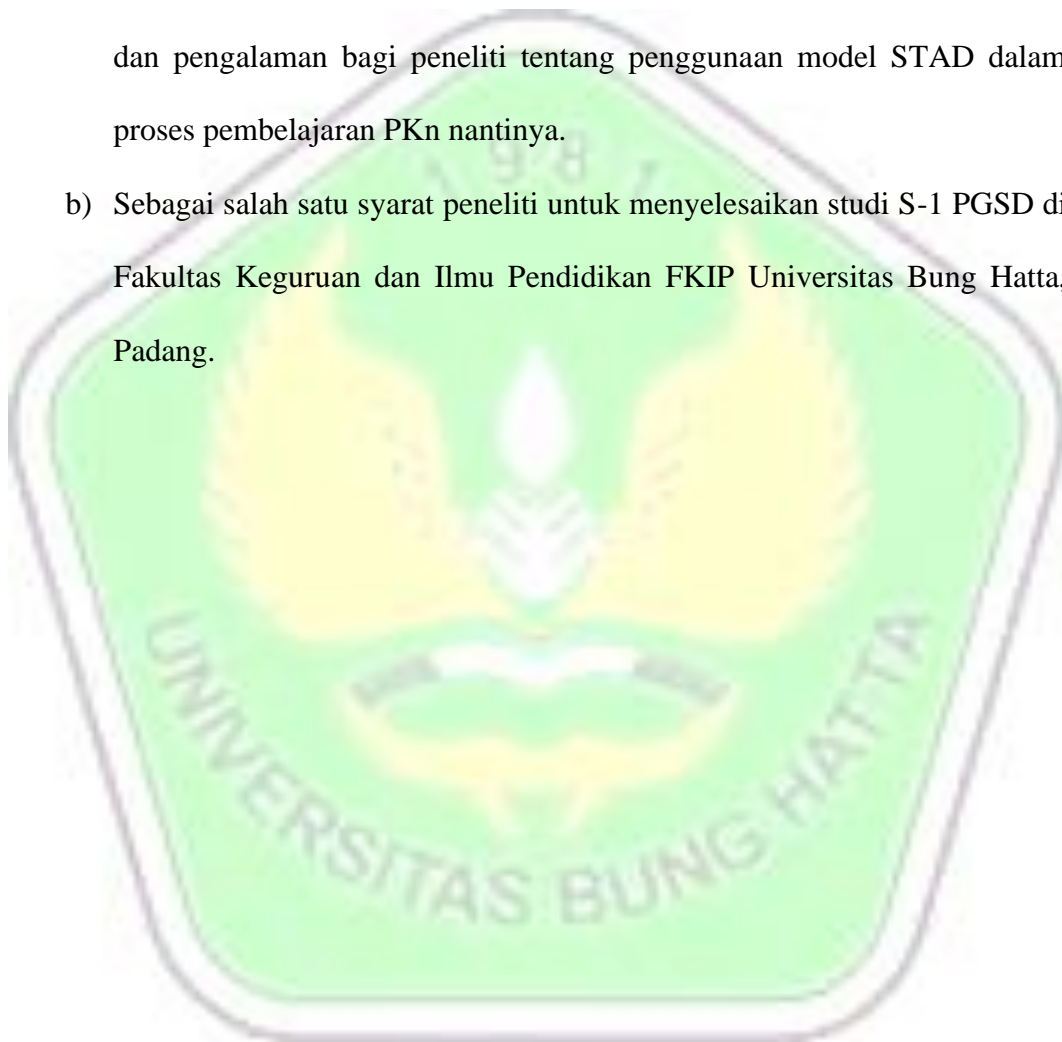 dan pengalaman bagi peneliti tentang penggunaan model STAD dalam
proses pembelajaran PKn nantinya.
1981
b) Sebagai salah satu syarat peneliti untuk menyelesaikan studi S-1 PGSD di
Fakultas Keguruan dan Ilmu Pendidikan FKIP Universitas Bung Hatta,
Padang.
UNIVERSITAS BUNG HATTA